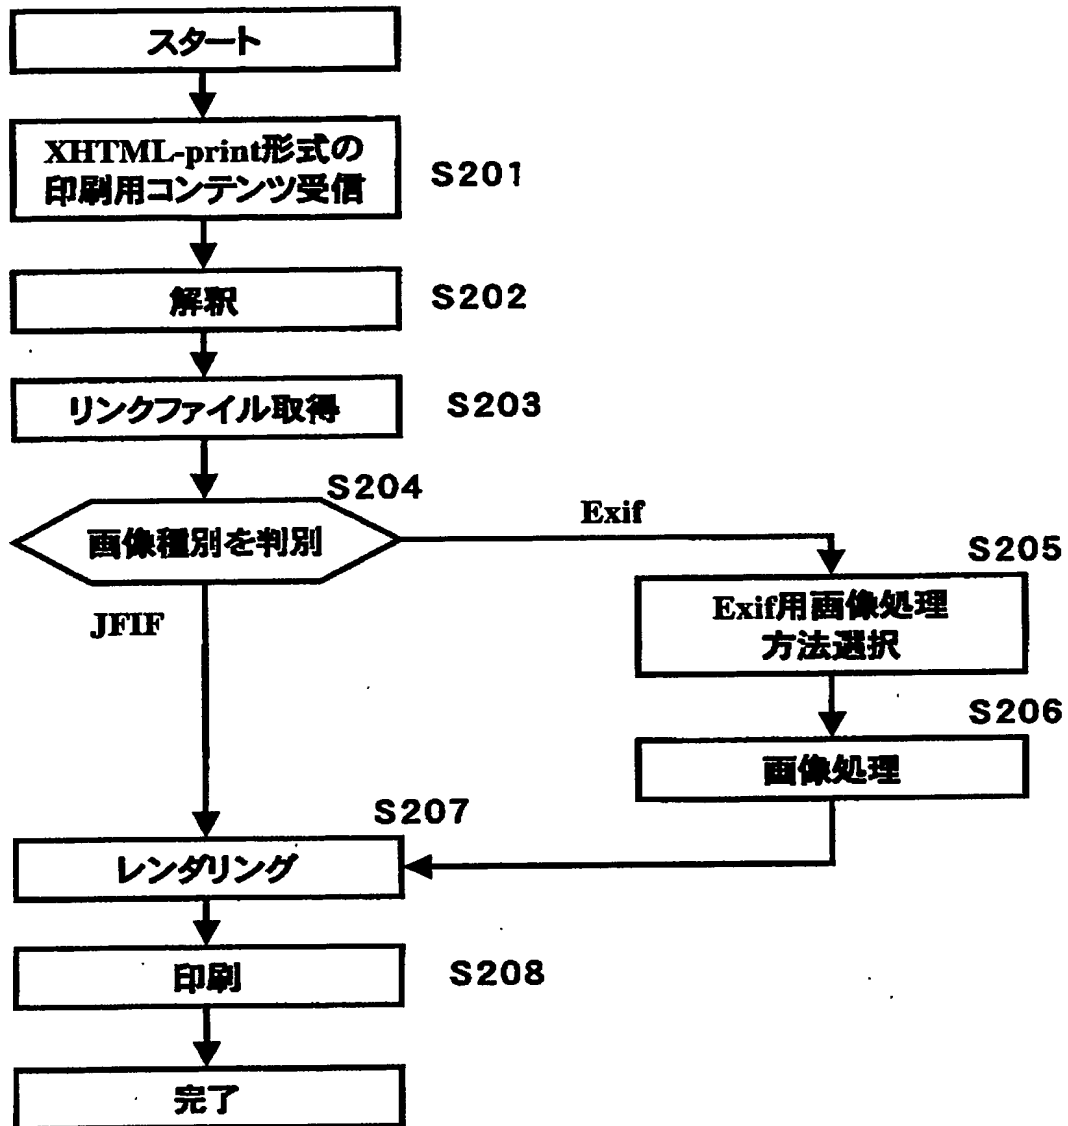 スタート
XHTML-print形式の
印刷用コンテンツ受信
S201
解釈
S202
リンクファイル取得
S203
S204
画像種別を判別
Exif
JFIF
S205
Exif用画像処理
方法選択
S206
画像処理
S207
レンダリング
印刷
S208
完了